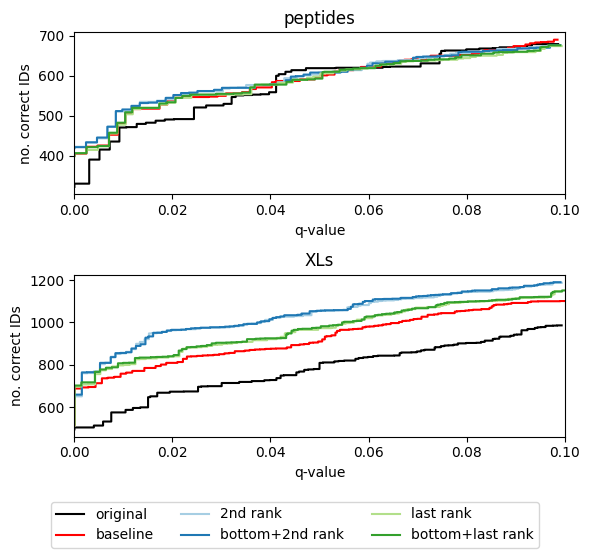 peptides
700
600
500
400
no. correct IDs
0.00 0.02 0.04 0.06 0.08 0.10
q-value
XLs
1200
1000
800
600
no. correct IDs
0.00 0.02 0.04 0.06 0.08 0.10
q-value
original 2nd rank last rank
baseline bottom+2nd rank bottom+last rank